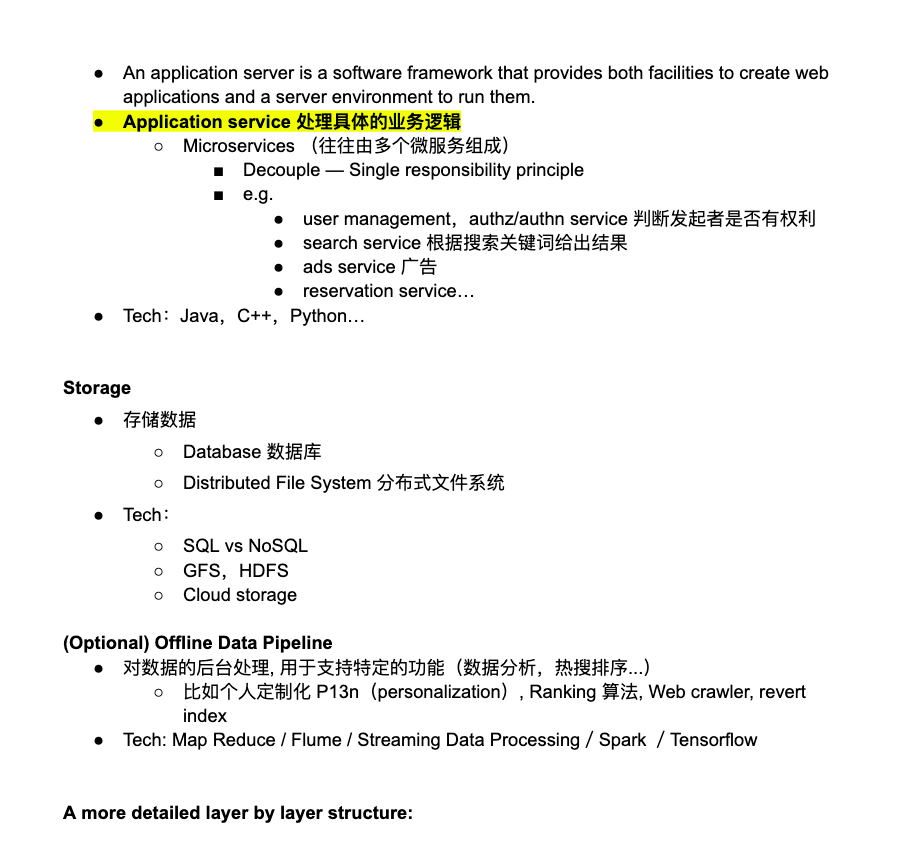 ● An application server is a software framework that provides both facilities to create web
applications and a server environment to run them.
● Application service 处理具体的业务逻辑
○ Microservices （往往由多个微服务组成）
■ Decouple — Single responsibility principle
■ e.g.
● user management，authz/authn service 判断发起者是否有权利
● search service 根据搜索关键词给出结果
● ads service 广告
● reservation service…
● Tech：Java，C++，Python…
Storage
● 存储数据
○ Database 数据库
○ Distributed File System 分布式文件系统
● Tech：
○ SQL vs NoSQL
○ GFS，HDFS
○ Cloud storage
(Optional) Offline Data Pipeline
● 对数据的后台处理, 用于支持特定的功能（数据分析，热搜排序...）
○ 比如个人定制化 P13n（personalization）, Ranking 算法, Web crawler, revert
index
● Tech: Map Reduce / Flume / Streaming Data Processing / Spark / Tensorflow
A more detailed layer by layer structure: